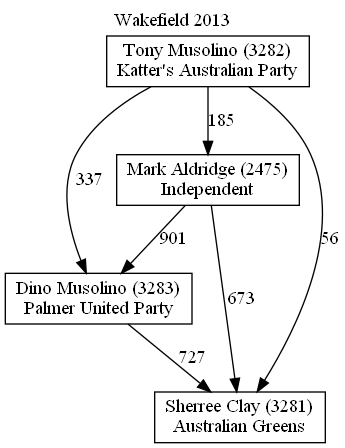 Wakefield 2013
Tony Musolino (3282)
Katter's Australian Party
185
Mark Aldridge (2475)
Independent
337
56
901
Dino Musolino (3283)
Palmer United Party
673
727
Sherree Clay (3281)
Australian Greens